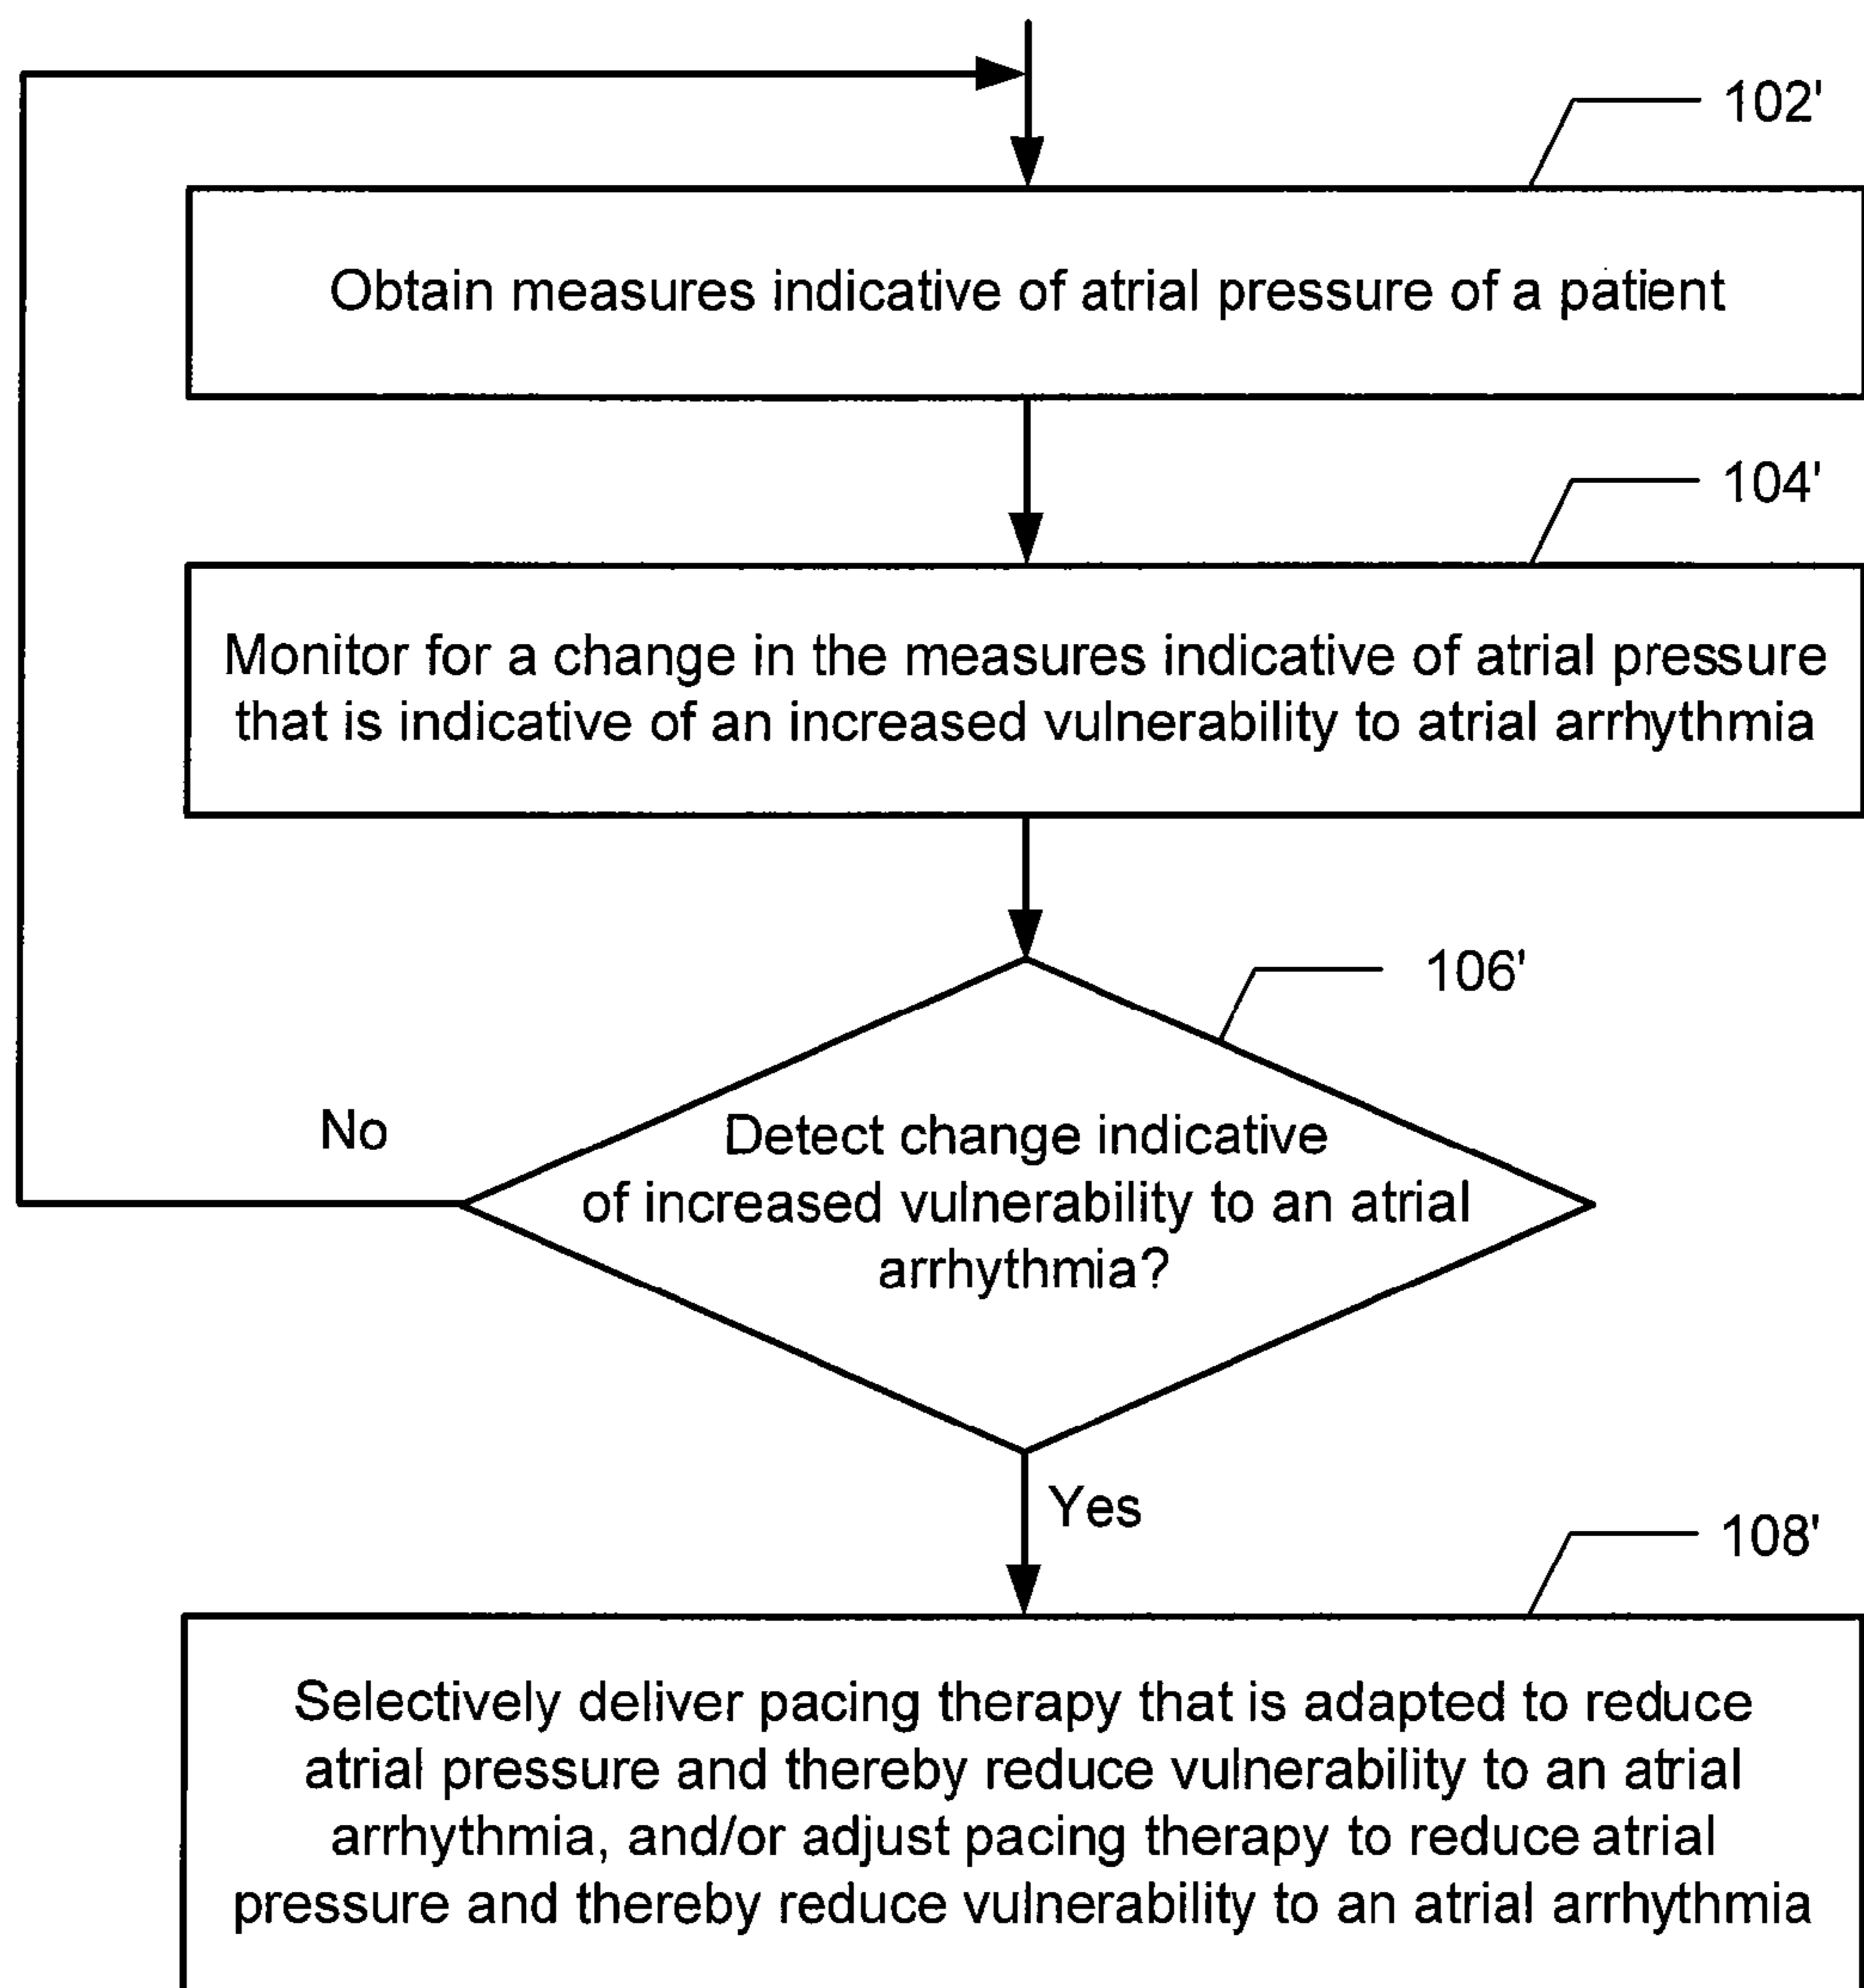 102'
Obtain measures indicative of atrial pressure of a patient
104'
Monitor for a change in the measures indicative of atrial pressure
that is indicative of an increased vulnerability to atrial arrhythmia
106'
No
Detect change indicative
of increased vulnerability to an atrial
arrhythmia?
Yes
108'
Selectively deliver pacing therapy that is adapted to reduce
atrial pressure and thereby reduce vulnerability to an atrial
arrhythmia, and/or adjust pacing therapy to reduce atrial
pressure and thereby reduce vulnerability to an atrial arrhythmia